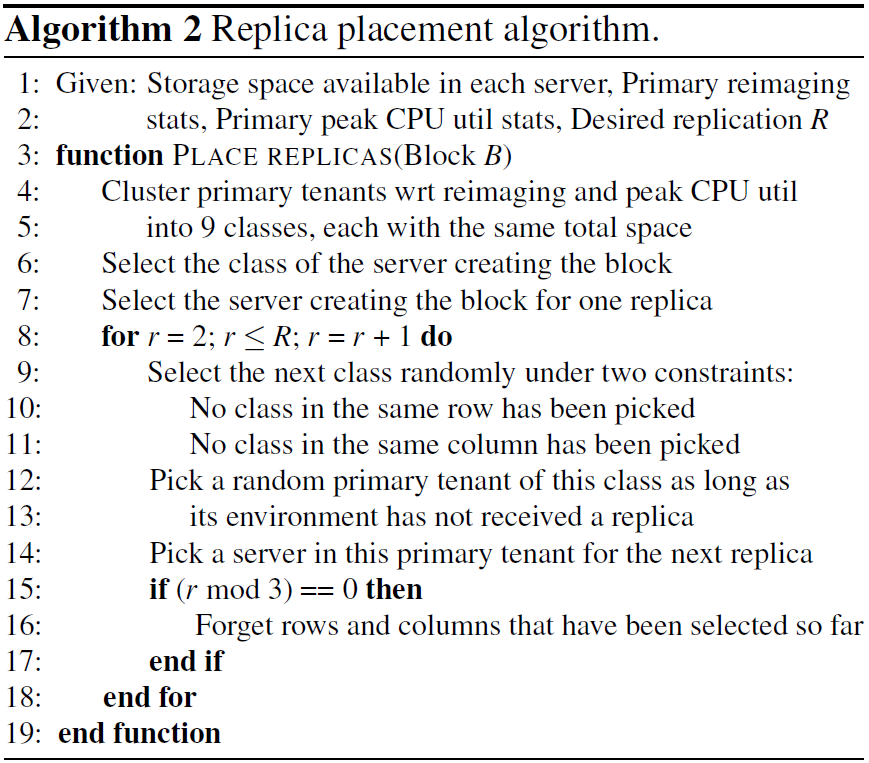 Algorithm 2 Replica placement algorithm.
1: Given: Storage space available in each server, Primary reimaging
2: stats, Primary peak CPU util stats, Desired replication R
3: function PLACE REPLICAS(Block B)
4: Cluster primary tenants wrt reimaging and peak CPU util
5: into 9 classes, each with the same total space
6: Select the class of the server creating the block
7: Select the server creating the block for one replica
8: for r = 2; r ≤ R; r = r + 1 do
9: Select the next class randomly under two constraints:
10: No class in the same row has been picked
11: No class in the same column has been picked
12: Pick a random primary tenant of this class as long as
13: its environment has not received a replica
14: Pick a server in this primary tenant for the next replica
15: if (r mod 3) == 0 then
16: Forget rows and columns that have been selected so far
17: end if
18: end for
19: end function